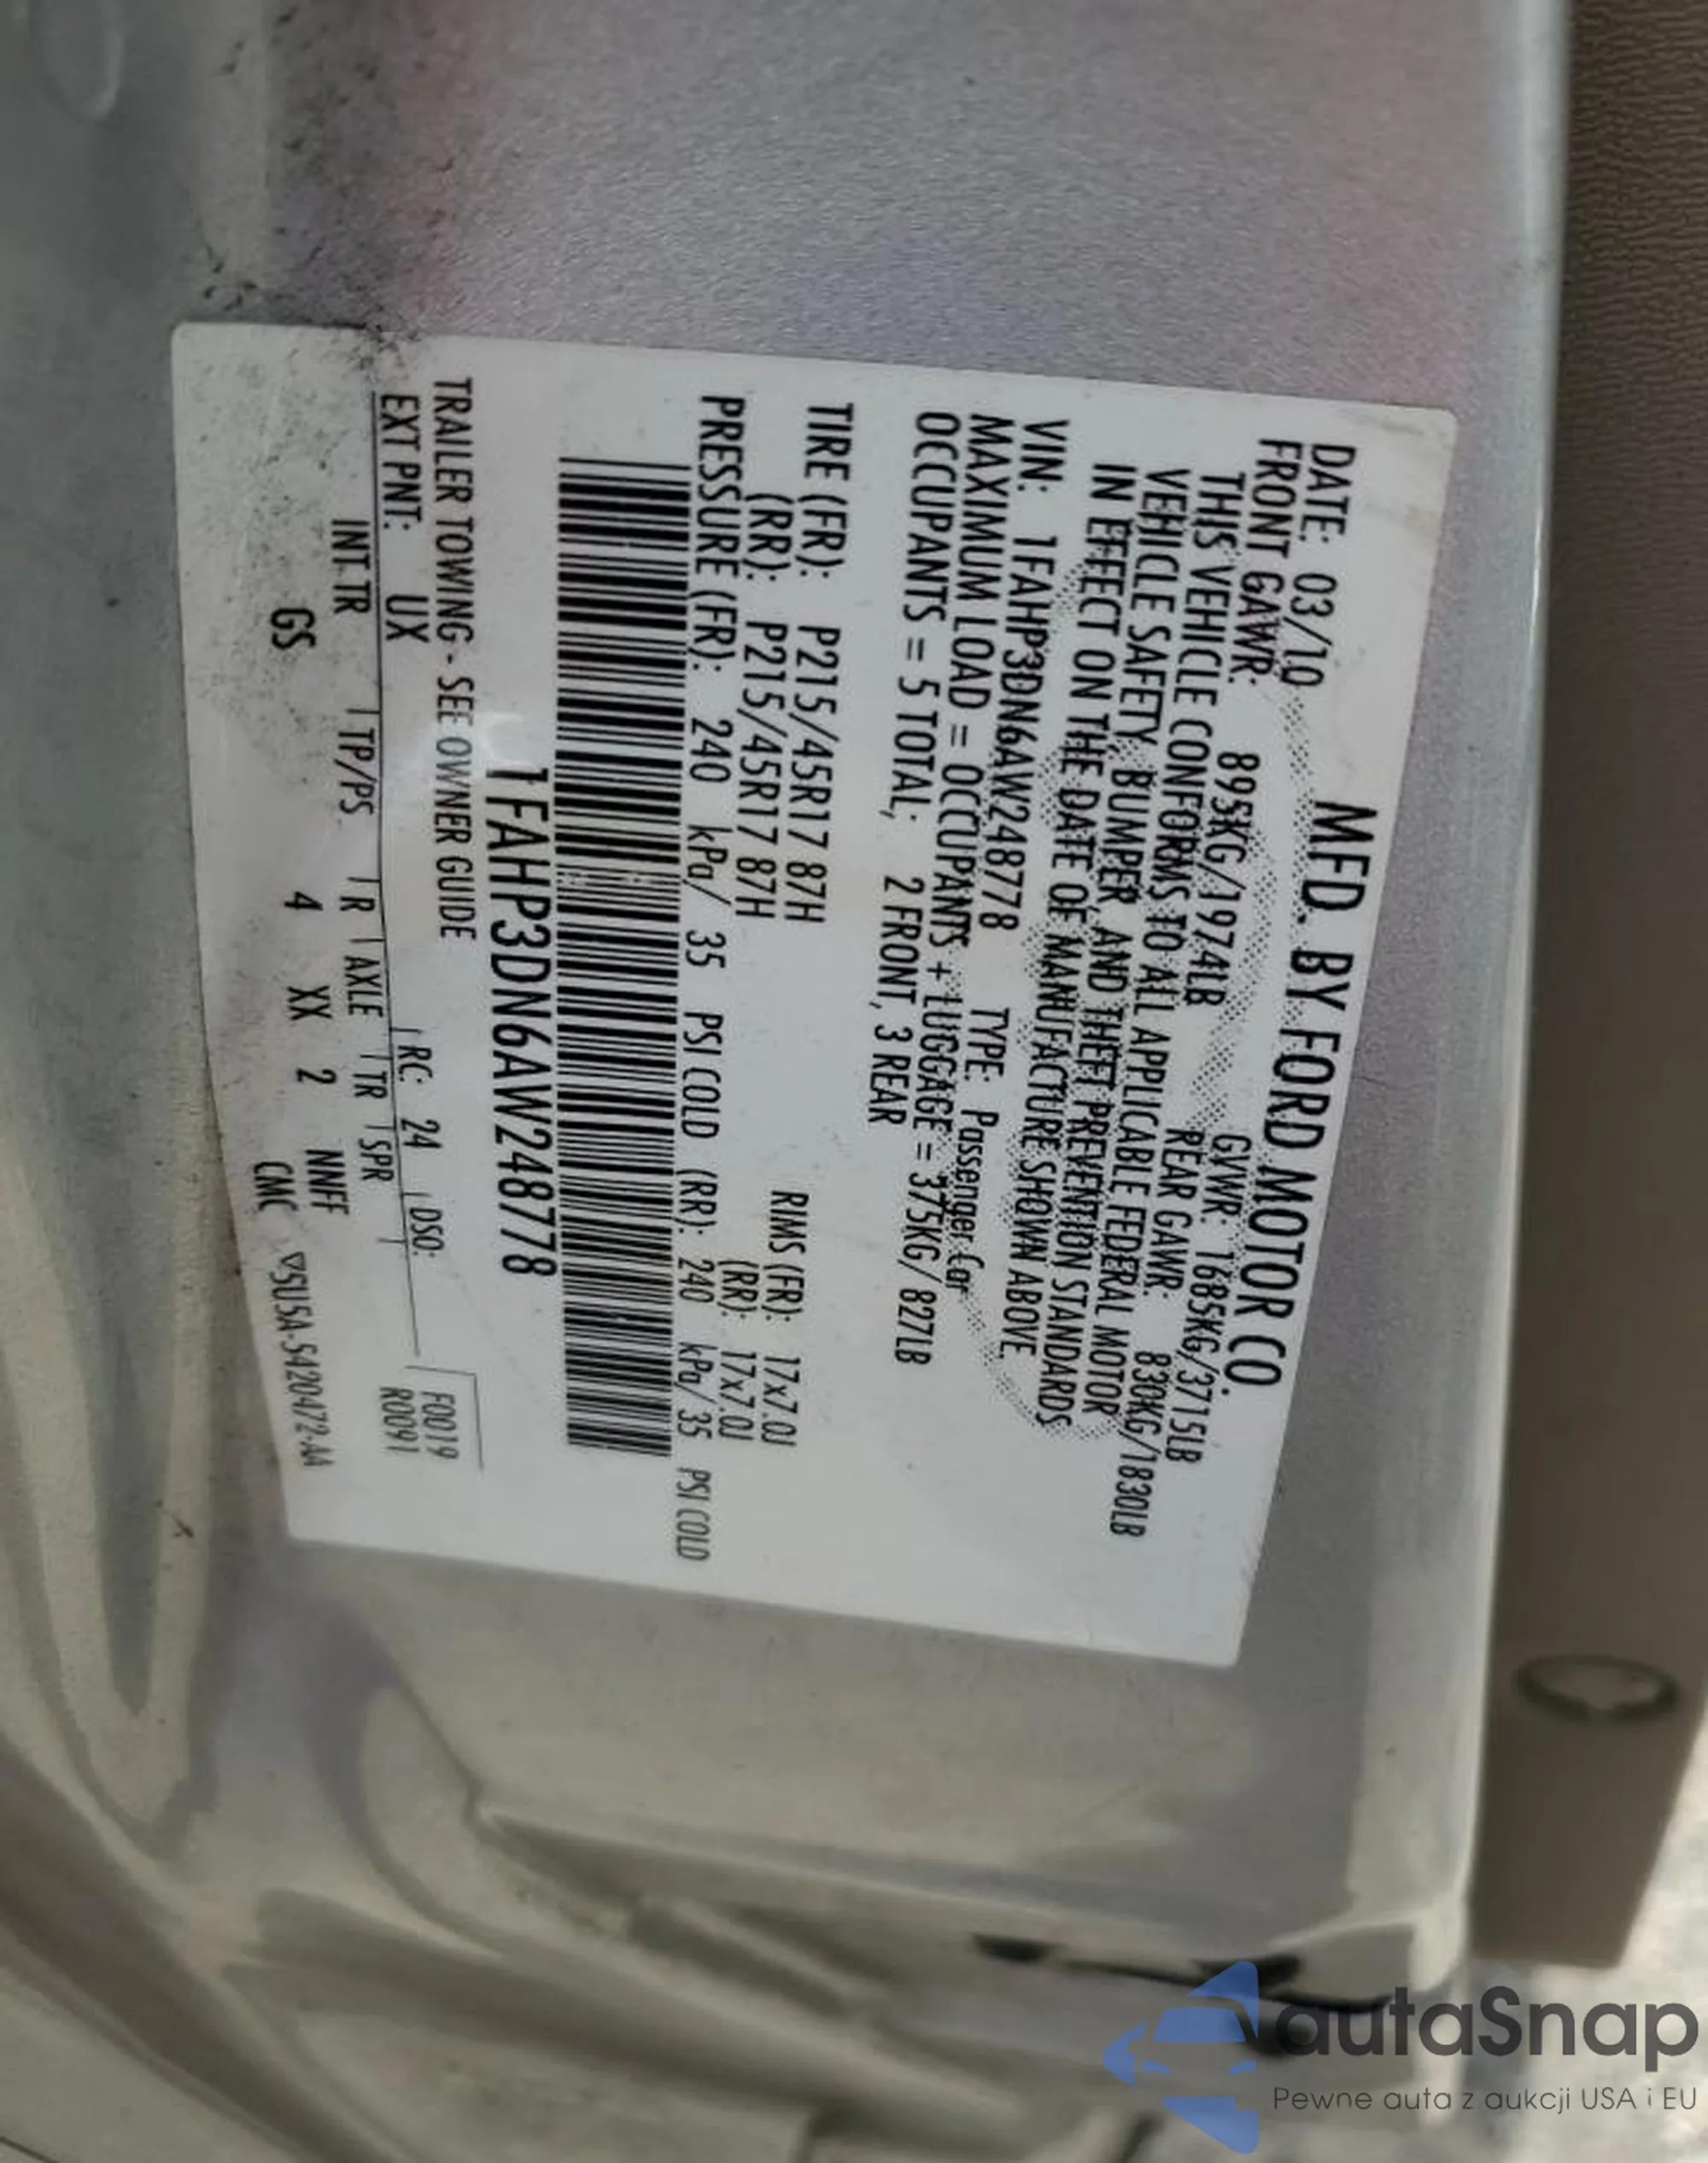 MFD. BY FORD MOTOR CO.
DATE: 03/10 GVWR: 1685KG/3715LB
FRONT GAWR: 895KG/1974LB REAR GAWR: 830KG/1830LB
THIS VEHICLE CONFORMS TO ALL APPLICABLE FEDERAL MOTOR
VEHICLE SAFETY, BUMPER, AND THEFT PREVENTION STANDARDS
IN EFFECT ON THE DATE OF MANUFACTURE SHOWN ABOVE.
VIN: 1FAHP3DN6AW248778 TYPE: Passenger Car
MAXIMUM LOAD = OCCUPANTS + LUGGAGE = 375KG/827LB
OCCUPANTS = 5 TOTAL; 2 FRONT, 3 REAR
TIRE (FR): P215/45R17 87H RIMS (FR): 17x7.0J
(RR): P215/45R17 87H (RR): 17x7.0J
PRESSURE (FR): 240 kPa/ 35 PSI COLD (RR): 240 kPa/ 35 PSI COLD
1FAHP3DN6AW248778
TRAILER TOWING - SEE OWNER GUIDE
F0019
R0091
EXT PNT: UX RC: 24 DSO:
INT TR TP/PS R AXLE TR SPR
GS 4 XX 2 NNFF
CMC ▽5U5A-5420472-AA
autaSnap
Pewne auta z aukcji USA i EU